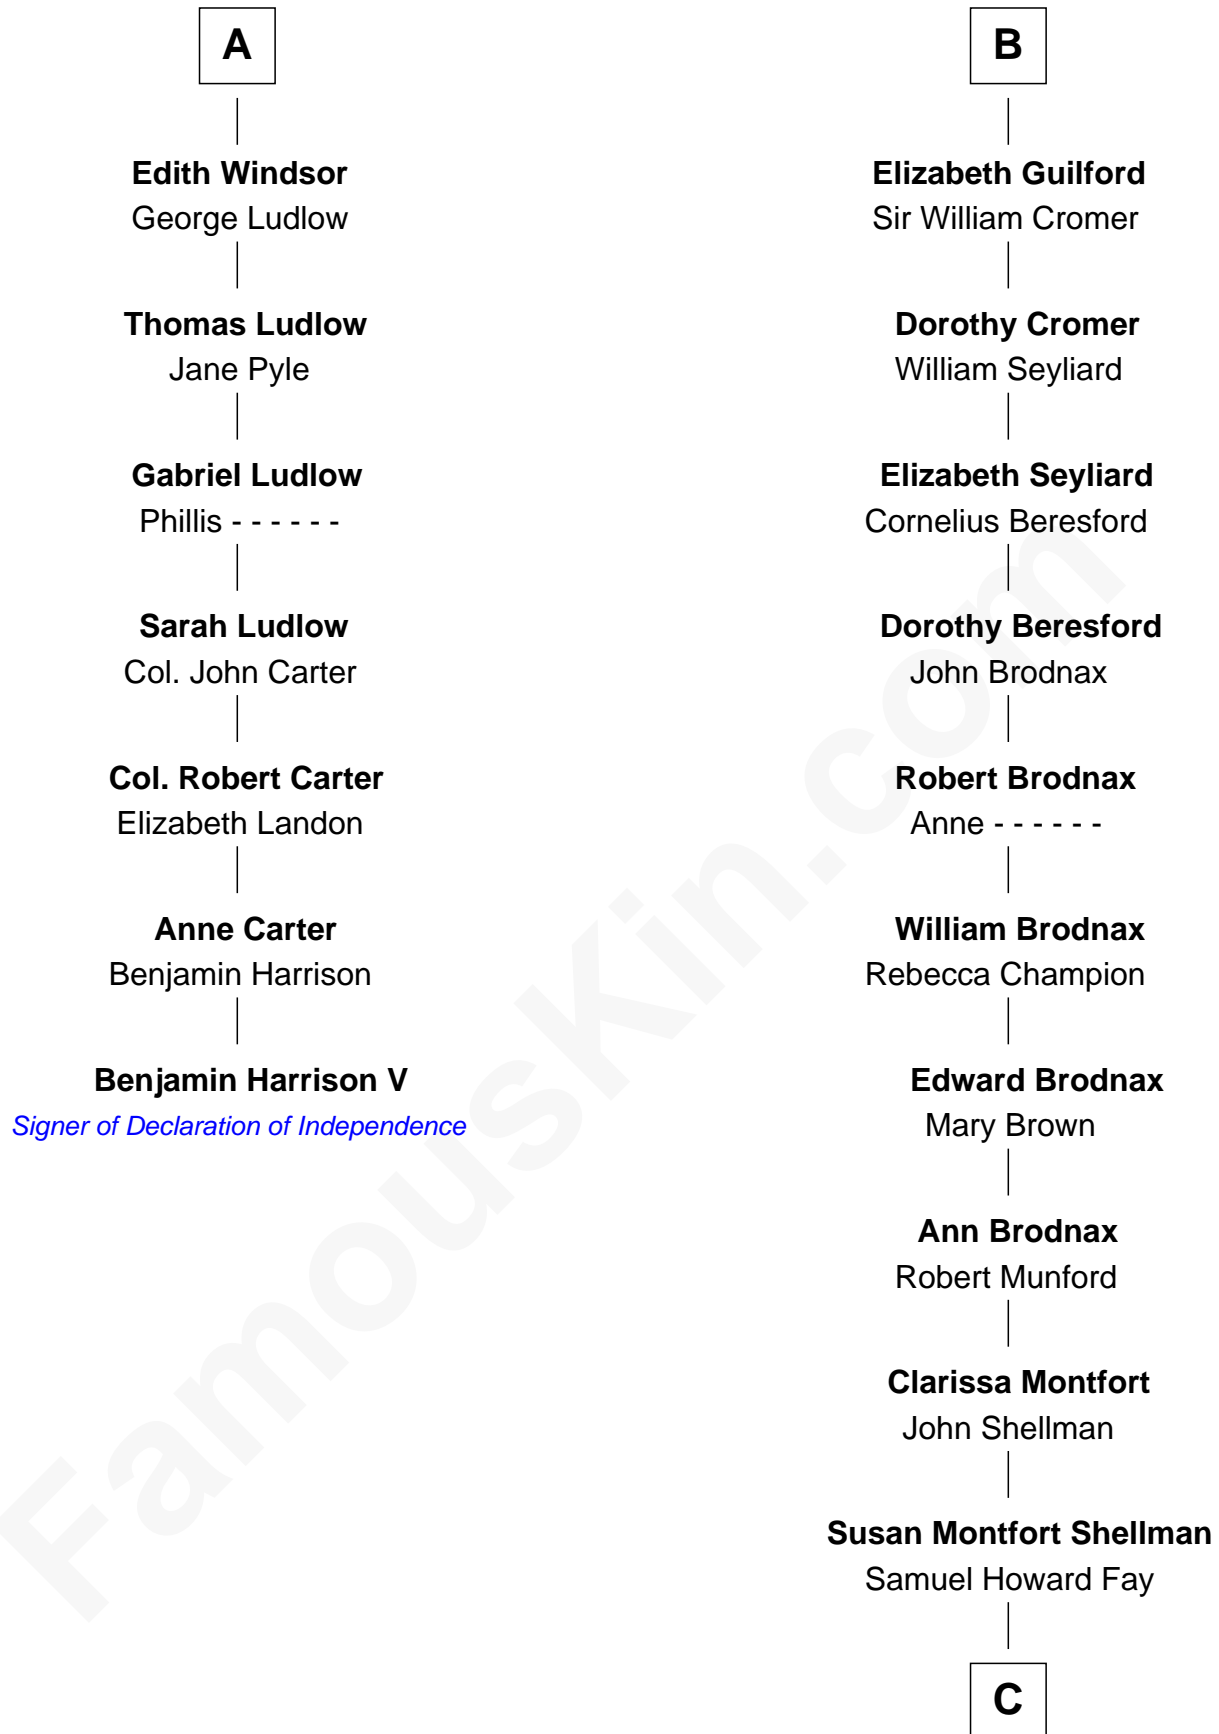 A
Edith Windsor
George Ludlow
Thomas Ludlow
Jane Pyle
Gabriel Ludlow
Phillis - - - - - -
Sarah Ludlow
Col. John Carter
Col. Robert Carter
Elizabeth Landon
Anne Carter
Benjamin Harrison
Benjamin Harrison V
Signer of Declaration of Independence
B
Elizabeth Guilford
Sir William Cromer
Dorothy Cromer
William Seyliard
Elizabeth Seyliard
Cornelius Beresford
Dorothy Beresford
John Brodnax
Robert Brodnax
Anne - - - - - -
William Brodnax
Rebecca Champion
Edward Brodnax
Mary Brown
Ann Brodnax
Robert Munford
Clarissa Montfort
John Shellman
Susan Montfort Shellman
Samuel Howard Fay
C
FamousKin.com